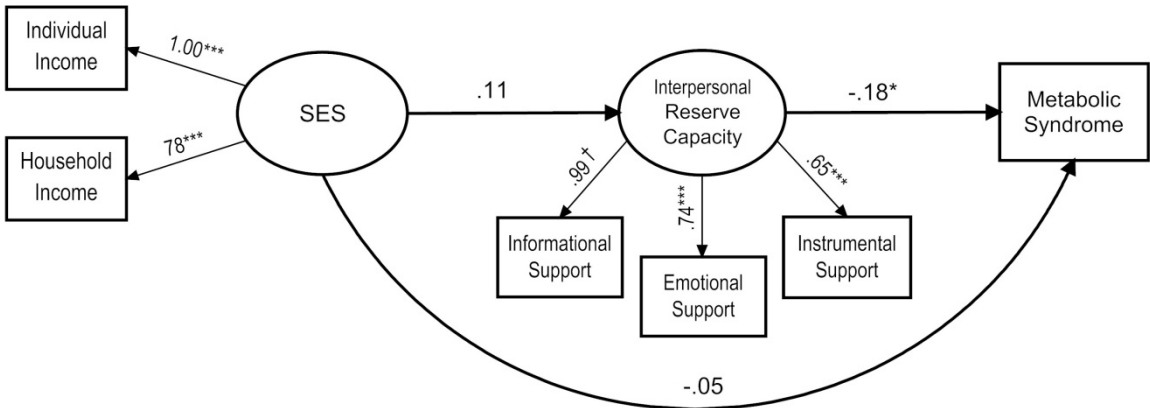 Individual
Income
1.00***
Household
Income
78***
SES
.11
Interpersonal
Reserve
Capacity
-.18*
Metabolic
Syndrome
.99 †
.74***
.65***
Informational
Support
Emotional
Support
Instrumental
Support
-.05